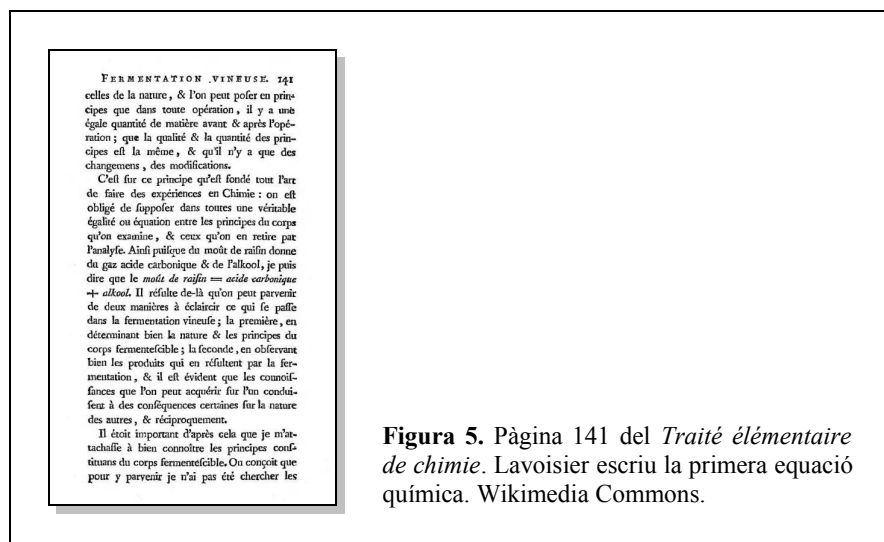 FERMENTATION VINEUSE. 141
celles de la nature, & l'on peut poſer en prin-
cipes que dans toute opération, il y a une
égale quantité de matière avant & après l'opé-
ration ; que la qualité & la quantité des prin-
cipes eſt la même, & qu'il n'y a que des
changemens, des modifications.
C'eſt ſur ce principe qu'eſt fondé tout l'art
de faire des expériences en Chimie : on eſt
obligé de ſuppoſer dans toutes une véritable
égalité ou équation entre les principes du corps
qu'on examine, & ceux qu'on en retire par
l'analyſe. Ainſi puiſque du moût de raiſin donne
du gaz acide carbonique & de l'alkool, je puis
dire que le moût de raiſin = acide carbonique
+ alkool. Il réſulte de-là qu'on peut parvenir
de deux manières à éclaircir ce qui ſe paſſe
dans la fermentation vineuſe ; la première, en
déterminant bien la nature & les principes du
corps fermenteſcible ; la ſeconde, en obſervant
bien les produits qui en réſultent par la fer-
mentation, & il eſt évident que les connoiſ-
ſances que l'on peut acquérir ſur l'un condui-
ſent à des conſéquences certaines ſur la nature
des autres, & réciproquement.
Il étoit important d'après cela que je m'at-
tachaſſe à bien connoître les principes conſ-
tituans du corps fermenteſcible. On conçoit que
pour y parvenir je n'ai pas été chercher les
Figura 5. Pàgina 141 del Traité élémentaire
de chimie. Lavoisier escriu la primera equació
química. Wikimedia Commons.